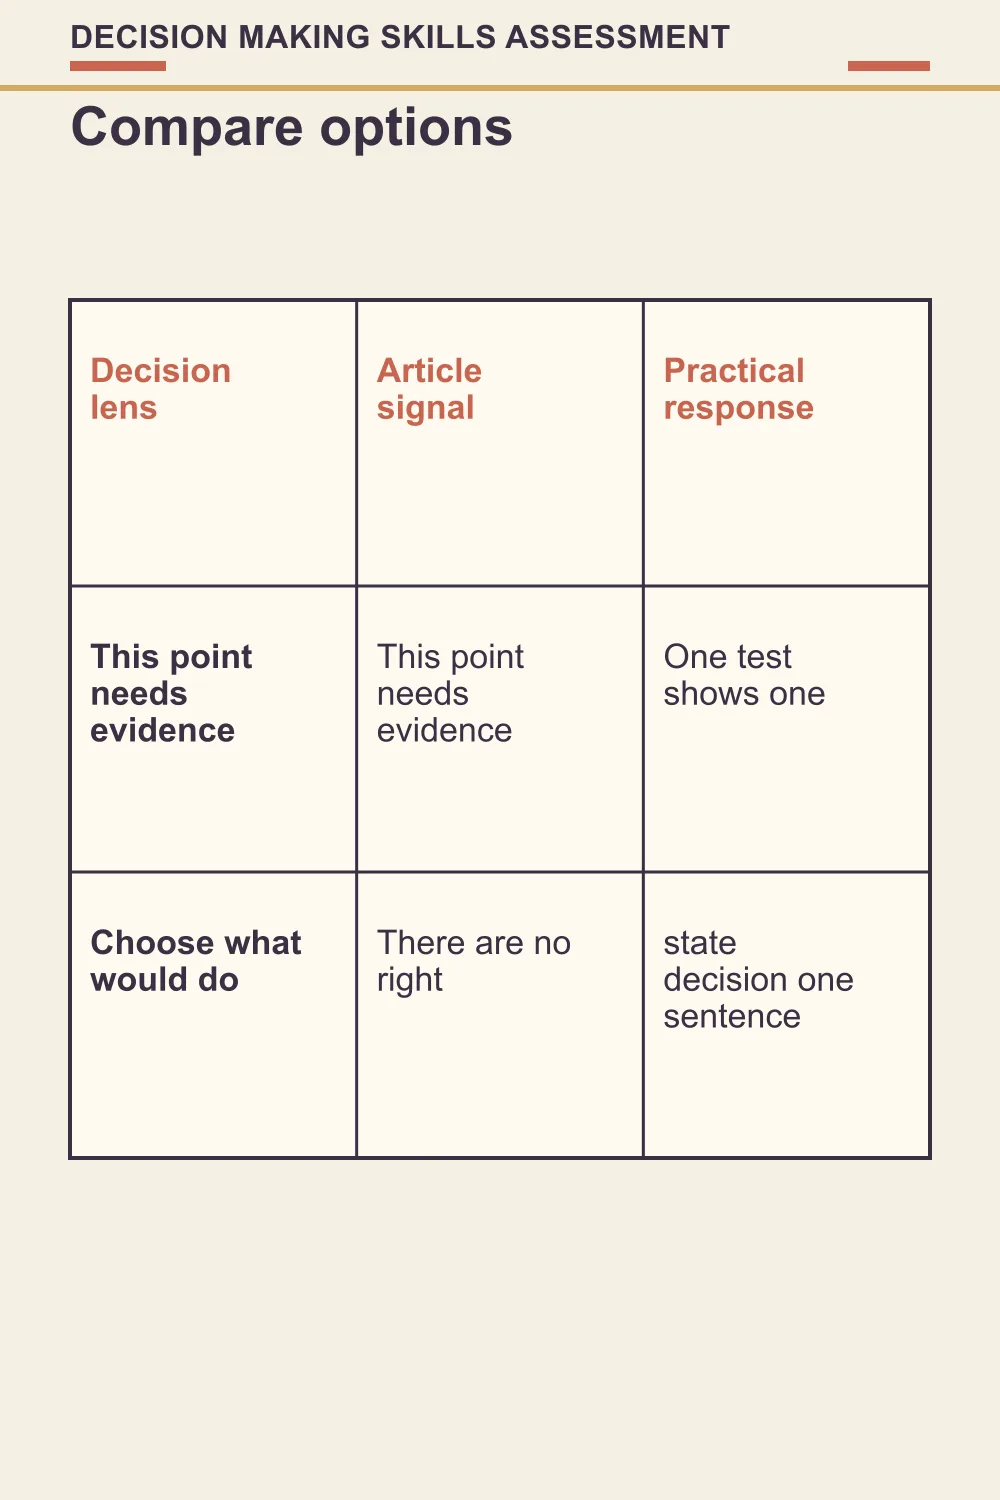 DECISION MAKING SKILLS ASSESSMENT
Compare options
Decision
lens
Article
signal
Practical
response
This point
needs
evidence
This point
needs
evidence
One test
shows one
Choose what
would do
There are no
right
state
decision one
sentence